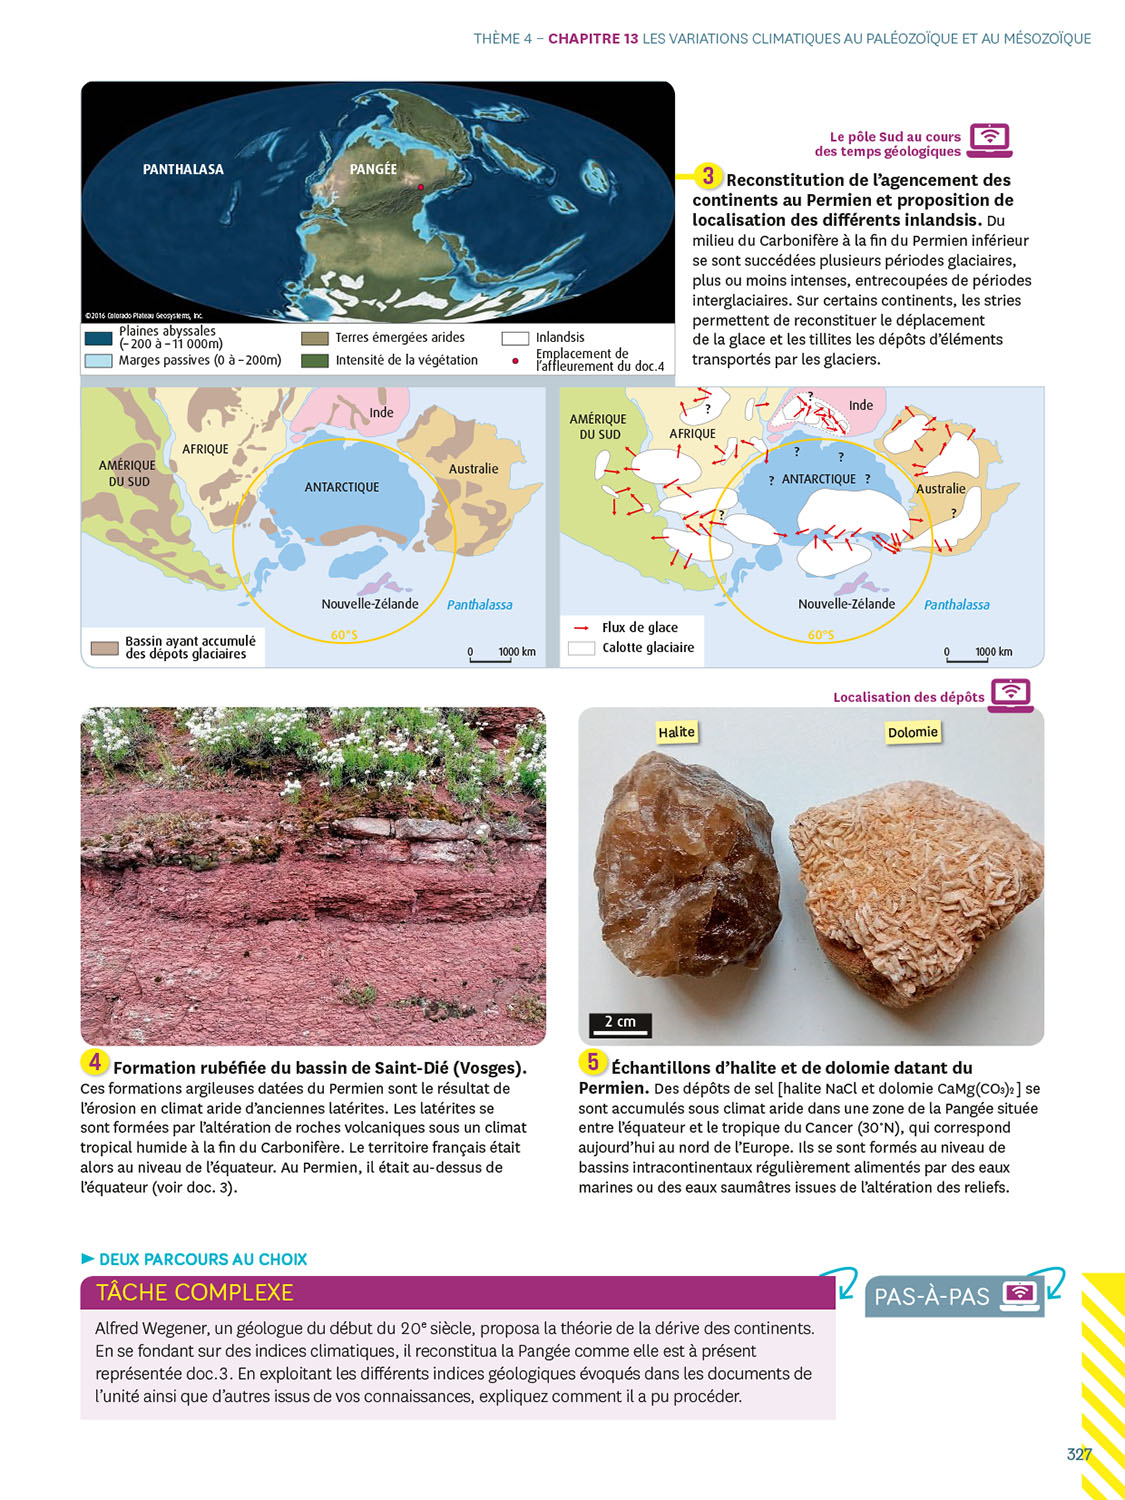 THÈME 4 – CHAPITRE 13 LES VARIATIONS CLIMATIQUES AU PALÉOZOÏQUE ET AU MÉSOZOÏQUE
PANTHALASA
PANGÉE
©2016 Colorado Plateau Geosystems, Inc.
Plaines abyssales
(– 200 à – 11 000m)
Marges passives (0 à – 200m)
Terres émergées arides
Intensité de la végétation
Inlandsis
Emplacement de
l'affleurement du doc.4
Le pôle Sud au cours
des temps géologiques
3 Reconstitution de l'agencement des
continents au Permien et proposition de
localisation des différents inlandsis. Du
milieu du Carbonifère à la fin du Permien inférieur
se sont succédées plusieurs périodes glaciaires,
plus ou moins intenses, entrecoupées de périodes
interglaciaires. Sur certains continents, les stries
permettent de reconstituer le déplacement
de la glace et les tillites les dépôts d'éléments
transportés par les glaciers.
Inde
AFRIQUE
AMÉRIQUE
DU SUD
Australie
ANTARCTIQUE
Nouvelle-Zélande
Panthalassa
60°S
Bassin ayant accumulé
des dépots glaciaires
0 1000 km
?
?
Inde
AMÉRIQUE
DU SUD
AFRIQUE
? ?
? ANTARCTIQUE ?
Australie
?
?
Nouvelle-Zélande
Panthalassa
60°S
Flux de glace
Calotte glaciaire
0 1000 km
Localisation des dépôts
Halite
Dolomie
2 cm
4 Formation rubéfiée du bassin de Saint-Dié (Vosges).
Ces formations argileuses datées du Permien sont le résultat de
l'érosion en climat aride d'anciennes latérites. Les latérites se
sont formées par l'altération de roches volcaniques sous un climat
tropical humide à la fin du Carbonifère. Le territoire français était
alors au niveau de l'équateur. Au Permien, il était au-dessus de
l'équateur (voir doc. 3).
5 Échantillons d'halite et de dolomie datant du
Permien. Des dépôts de sel [halite NaCl et dolomie CaMg(CO₃)₂] se
sont accumulés sous climat aride dans une zone de la Pangée située
entre l'équateur et le tropique du Cancer (30°N), qui correspond
aujourd'hui au nord de l'Europe. Ils se sont formés au niveau de
bassins intracontinentaux régulièrement alimentés par des eaux
marines ou des eaux saumâtres issues de l'altération des reliefs.
► DEUX PARCOURS AU CHOIX
TÂCHE COMPLEXE
PAS-À-PAS
Alfred Wegener, un géologue du début du 20e siècle, proposa la théorie de la dérive des continents.
En se fondant sur des indices climatiques, il reconstitua la Pangée comme elle est à présent
représentée doc.3. En exploitant les différents indices géologiques évoqués dans les documents de
l'unité ainsi que d'autres issus de vos connaissances, expliquez comment il a pu procéder.
327